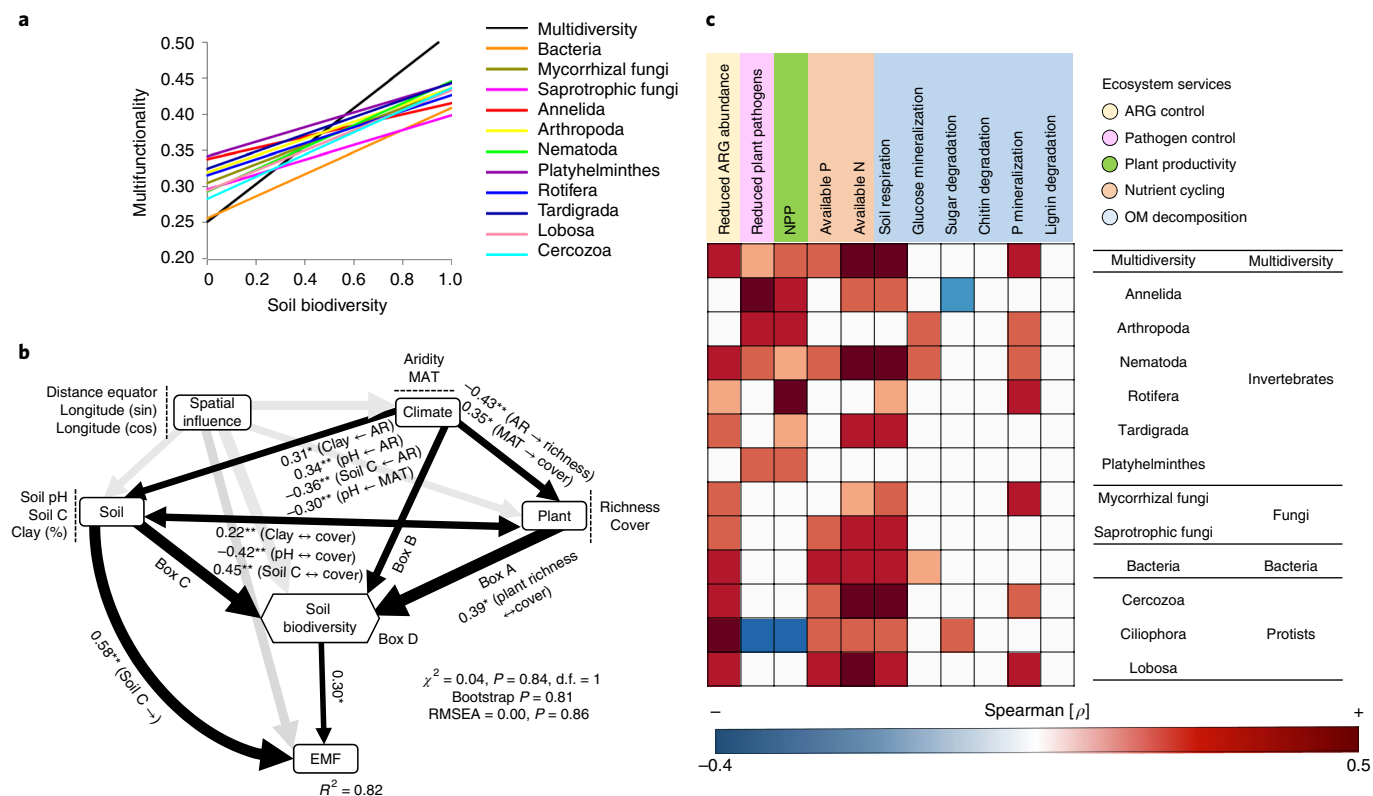 a
0.50
0.45
0.40
0.35
0.30
0.25
0.20
Multifunctionality
0
0.2
0.4
0.6
0.8
1.0
Soil biodiversity
Multidiversity
Bacteria
Mycorrhizal fungi
Saprotrophic fungi
Annelida
Arthropoda
Nematoda
Platyhelminthes
Rotifera
Tardigrada
Lobosa
Cercozoa
b
Distance equator
Longitude (sin)
Longitude (cos)
Spatial
influence
Aridity
MAT
Climate
−0.43** (AR → richness)
0.35* (MAT → cover)
0.31* (Clay ← AR)
0.34** (pH ← AR)
−0.36** (Soil C ← AR)
−0.30** (pH ← MAT)
Soil pH
Soil C
Clay (%)
Soil
Plant
Richness
Cover
0.22** (Clay ↔ cover)
−0.42** (pH ↔ cover)
0.45** (Soil C ↔ cover)
Box C
Box B
Box A
0.39* (plant richness
↔cover)
Soil
biodiversity
Box D
0.58** (Soil C →)
0.30*
χ2 = 0.04, P = 0.84, d.f. = 1
Bootstrap P = 0.81
RMSEA = 0.00, P = 0.86
EMF
R2 = 0.82
c
Reduced ARG abundance
Reduced plant pathogens
NPP
Available P
Available N
Soil respiration
Glucose mineralization
Sugar degradation
Chitin degradation
P mineralization
Lignin degradation
Ecosystem services
ARG control
Pathogen control
Plant productivity
Nutrient cycling
OM decomposition
Multidiversity Multidiversity
Annelida
Arthropoda
Nematoda
Invertebrates
Rotifera
Tardigrada
Platyhelminthes
Mycorrhizal fungi
Fungi
Saprotrophic fungi
Bacteria Bacteria
Cercozoa
Ciliophora Protists
Lobosa
− Spearman [ρ] +
−0.4 0.5